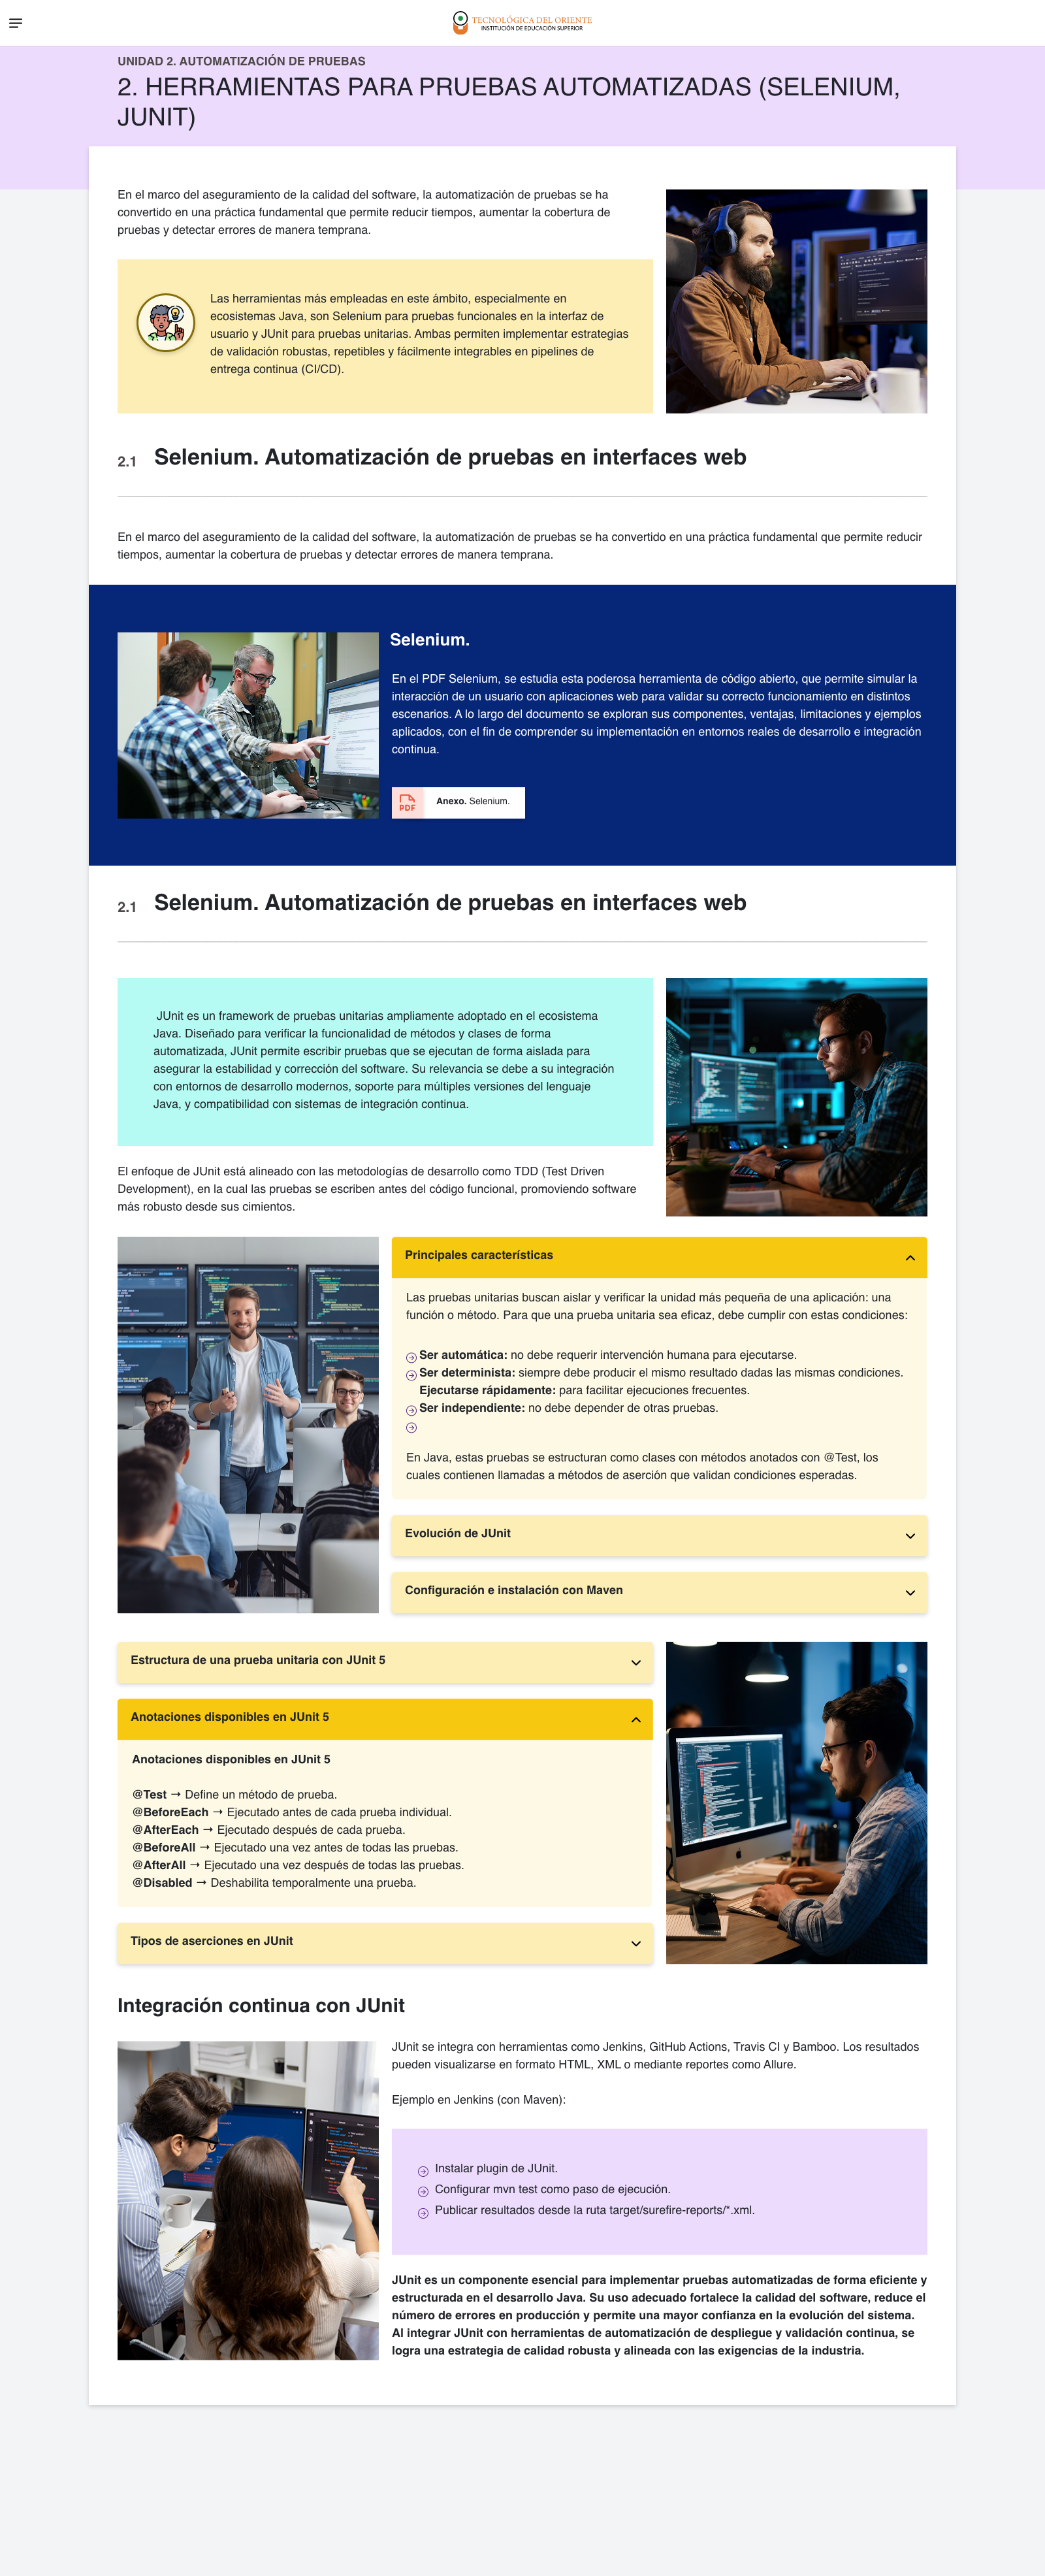 TECNOLÓGICA DEL ORIENTE
INSTITUCIÓN DE EDUCACIÓN SUPERIOR
UNIDAD 2. AUTOMATIZACIÓN DE PRUEBAS
2. HERRAMIENTAS PARA PRUEBAS AUTOMATIZADAS (SELENIUM,
JUNIT)
En el marco del aseguramiento de la calidad del software, la automatización de pruebas se ha
convertido en una práctica fundamental que permite reducir tiempos, aumentar la cobertura de
pruebas y detectar errores de manera temprana.
Las herramientas más empleadas en este ámbito, especialmente en
ecosistemas Java, son Selenium para pruebas funcionales en la interfaz de
usuario y JUnit para pruebas unitarias. Ambas permiten implementar estrategias
de validación robustas, repetibles y fácilmente integrables en pipelines de
entrega continua (CI/CD).
2.1 Selenium. Automatización de pruebas en interfaces web
En el marco del aseguramiento de la calidad del software, la automatización de pruebas se ha convertido en una práctica fundamental que permite reducir
tiempos, aumentar la cobertura de pruebas y detectar errores de manera temprana.
Selenium.
En el PDF Selenium, se estudia esta poderosa herramienta de código abierto, que permite simular la
interacción de un usuario con aplicaciones web para validar su correcto funcionamiento en distintos
escenarios. A lo largo del documento se exploran sus componentes, ventajas, limitaciones y ejemplos
aplicados, con el fin de comprender su implementación en entornos reales de desarrollo e integración
continua.
PDF
Anexo. Selenium.
2.1 Selenium. Automatización de pruebas en interfaces web
JUnit es un framework de pruebas unitarias ampliamente adoptado en el ecosistema
Java. Diseñado para verificar la funcionalidad de métodos y clases de forma
automatizada, JUnit permite escribir pruebas que se ejecutan de forma aislada para
asegurar la estabilidad y corrección del software. Su relevancia se debe a su integración
con entornos de desarrollo modernos, soporte para múltiples versiones del lenguaje
Java, y compatibilidad con sistemas de integración continua.
El enfoque de JUnit está alineado con las metodologías de desarrollo como TDD (Test Driven
Development), en la cual las pruebas se escriben antes del código funcional, promoviendo software
más robusto desde sus cimientos.
Principales características
Las pruebas unitarias buscan aislar y verificar la unidad más pequeña de una aplicación: una
función o método. Para que una prueba unitaria sea eficaz, debe cumplir con estas condiciones:
Ser automática: no debe requerir intervención humana para ejecutarse.
Ser determinista: siempre debe producir el mismo resultado dadas las mismas condiciones.
Ejecutarse rápidamente: para facilitar ejecuciones frecuentes.
Ser independiente: no debe depender de otras pruebas.
En Java, estas pruebas se estructuran como clases con métodos anotados con @Test, los
cuales contienen llamadas a métodos de aserción que validan condiciones esperadas.
Evolución de JUnit
Configuración e instalación con Maven
Estructura de una prueba unitaria con JUnit 5
Anotaciones disponibles en JUnit 5
Anotaciones disponibles en JUnit 5
@Test → Define un método de prueba.
@BeforeEach → Ejecutado antes de cada prueba individual.
@AfterEach → Ejecutado después de cada prueba.
@BeforeAll → Ejecutado una vez antes de todas las pruebas.
@AfterAll → Ejecutado una vez después de todas las pruebas.
@Disabled → Deshabilita temporalmente una prueba.
Tipos de aserciones en JUnit
Integración continua con JUnit
JUnit se integra con herramientas como Jenkins, GitHub Actions, Travis CI y Bamboo. Los resultados
pueden visualizarse en formato HTML, XML o mediante reportes como Allure.
Ejemplo en Jenkins (con Maven):
Instalar plugin de JUnit.
Configurar mvn test como paso de ejecución.
Publicar resultados desde la ruta target/surefire-reports/*.xml.
JUnit es un componente esencial para implementar pruebas automatizadas de forma eficiente y
estructurada en el desarrollo Java. Su uso adecuado fortalece la calidad del software, reduce el
número de errores en producción y permite una mayor confianza en la evolución del sistema.
Al integrar JUnit con herramientas de automatización de despliegue y validación continua, se
logra una estrategia de calidad robusta y alineada con las exigencias de la industria.